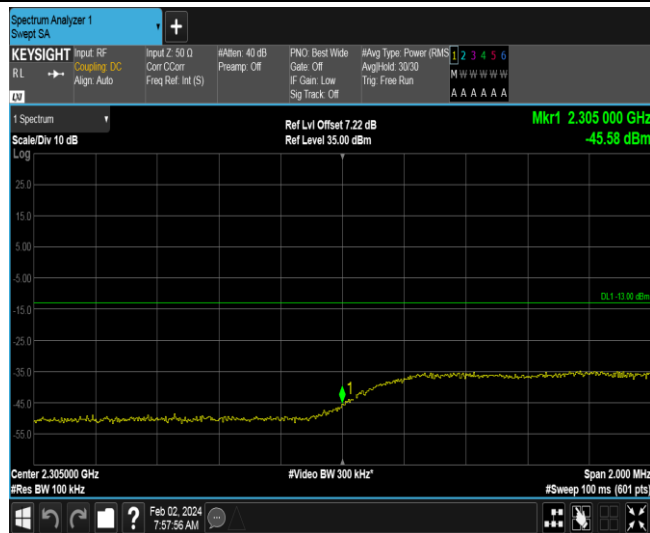 Spectrum Analyzer 1
Swept SA
+
KEYSIGHT
RL
Input: RF
Coupling: DC
Align: Auto
Input Z: 50 Ω
Corr CCorr
Freq Ref: Int (S)
#Atten: 40 dB
Preamp: Off
PNO: Best Wide
Gate: Off
IF Gain: Low
Sig Track: Off
#Avg Type: Power (RMS
Avg|Hold: 30/30
Trig: Free Run
1 2 3 4 5 6
M W W W W W
A A A A A A
1 Spectrum
Scale/Div 10 dB
Log
Ref Lvl Offset 7.22 dB
Ref Level 35.00 dBm
Mkr1 2.305 000 GHz
-45.58 dBm
25.0
15.0
5.00
-5.00
DL1 -13.00 dBm
-15.0
-25.0
-35.0
1
-45.0
-55.0
Center 2.305000 GHz
#Res BW 100 kHz
#Video BW 300 kHz*
Span 2.000 MHz
#Sweep 100 ms (601 pts)
?
Feb 02, 2024
7:57:56 AM